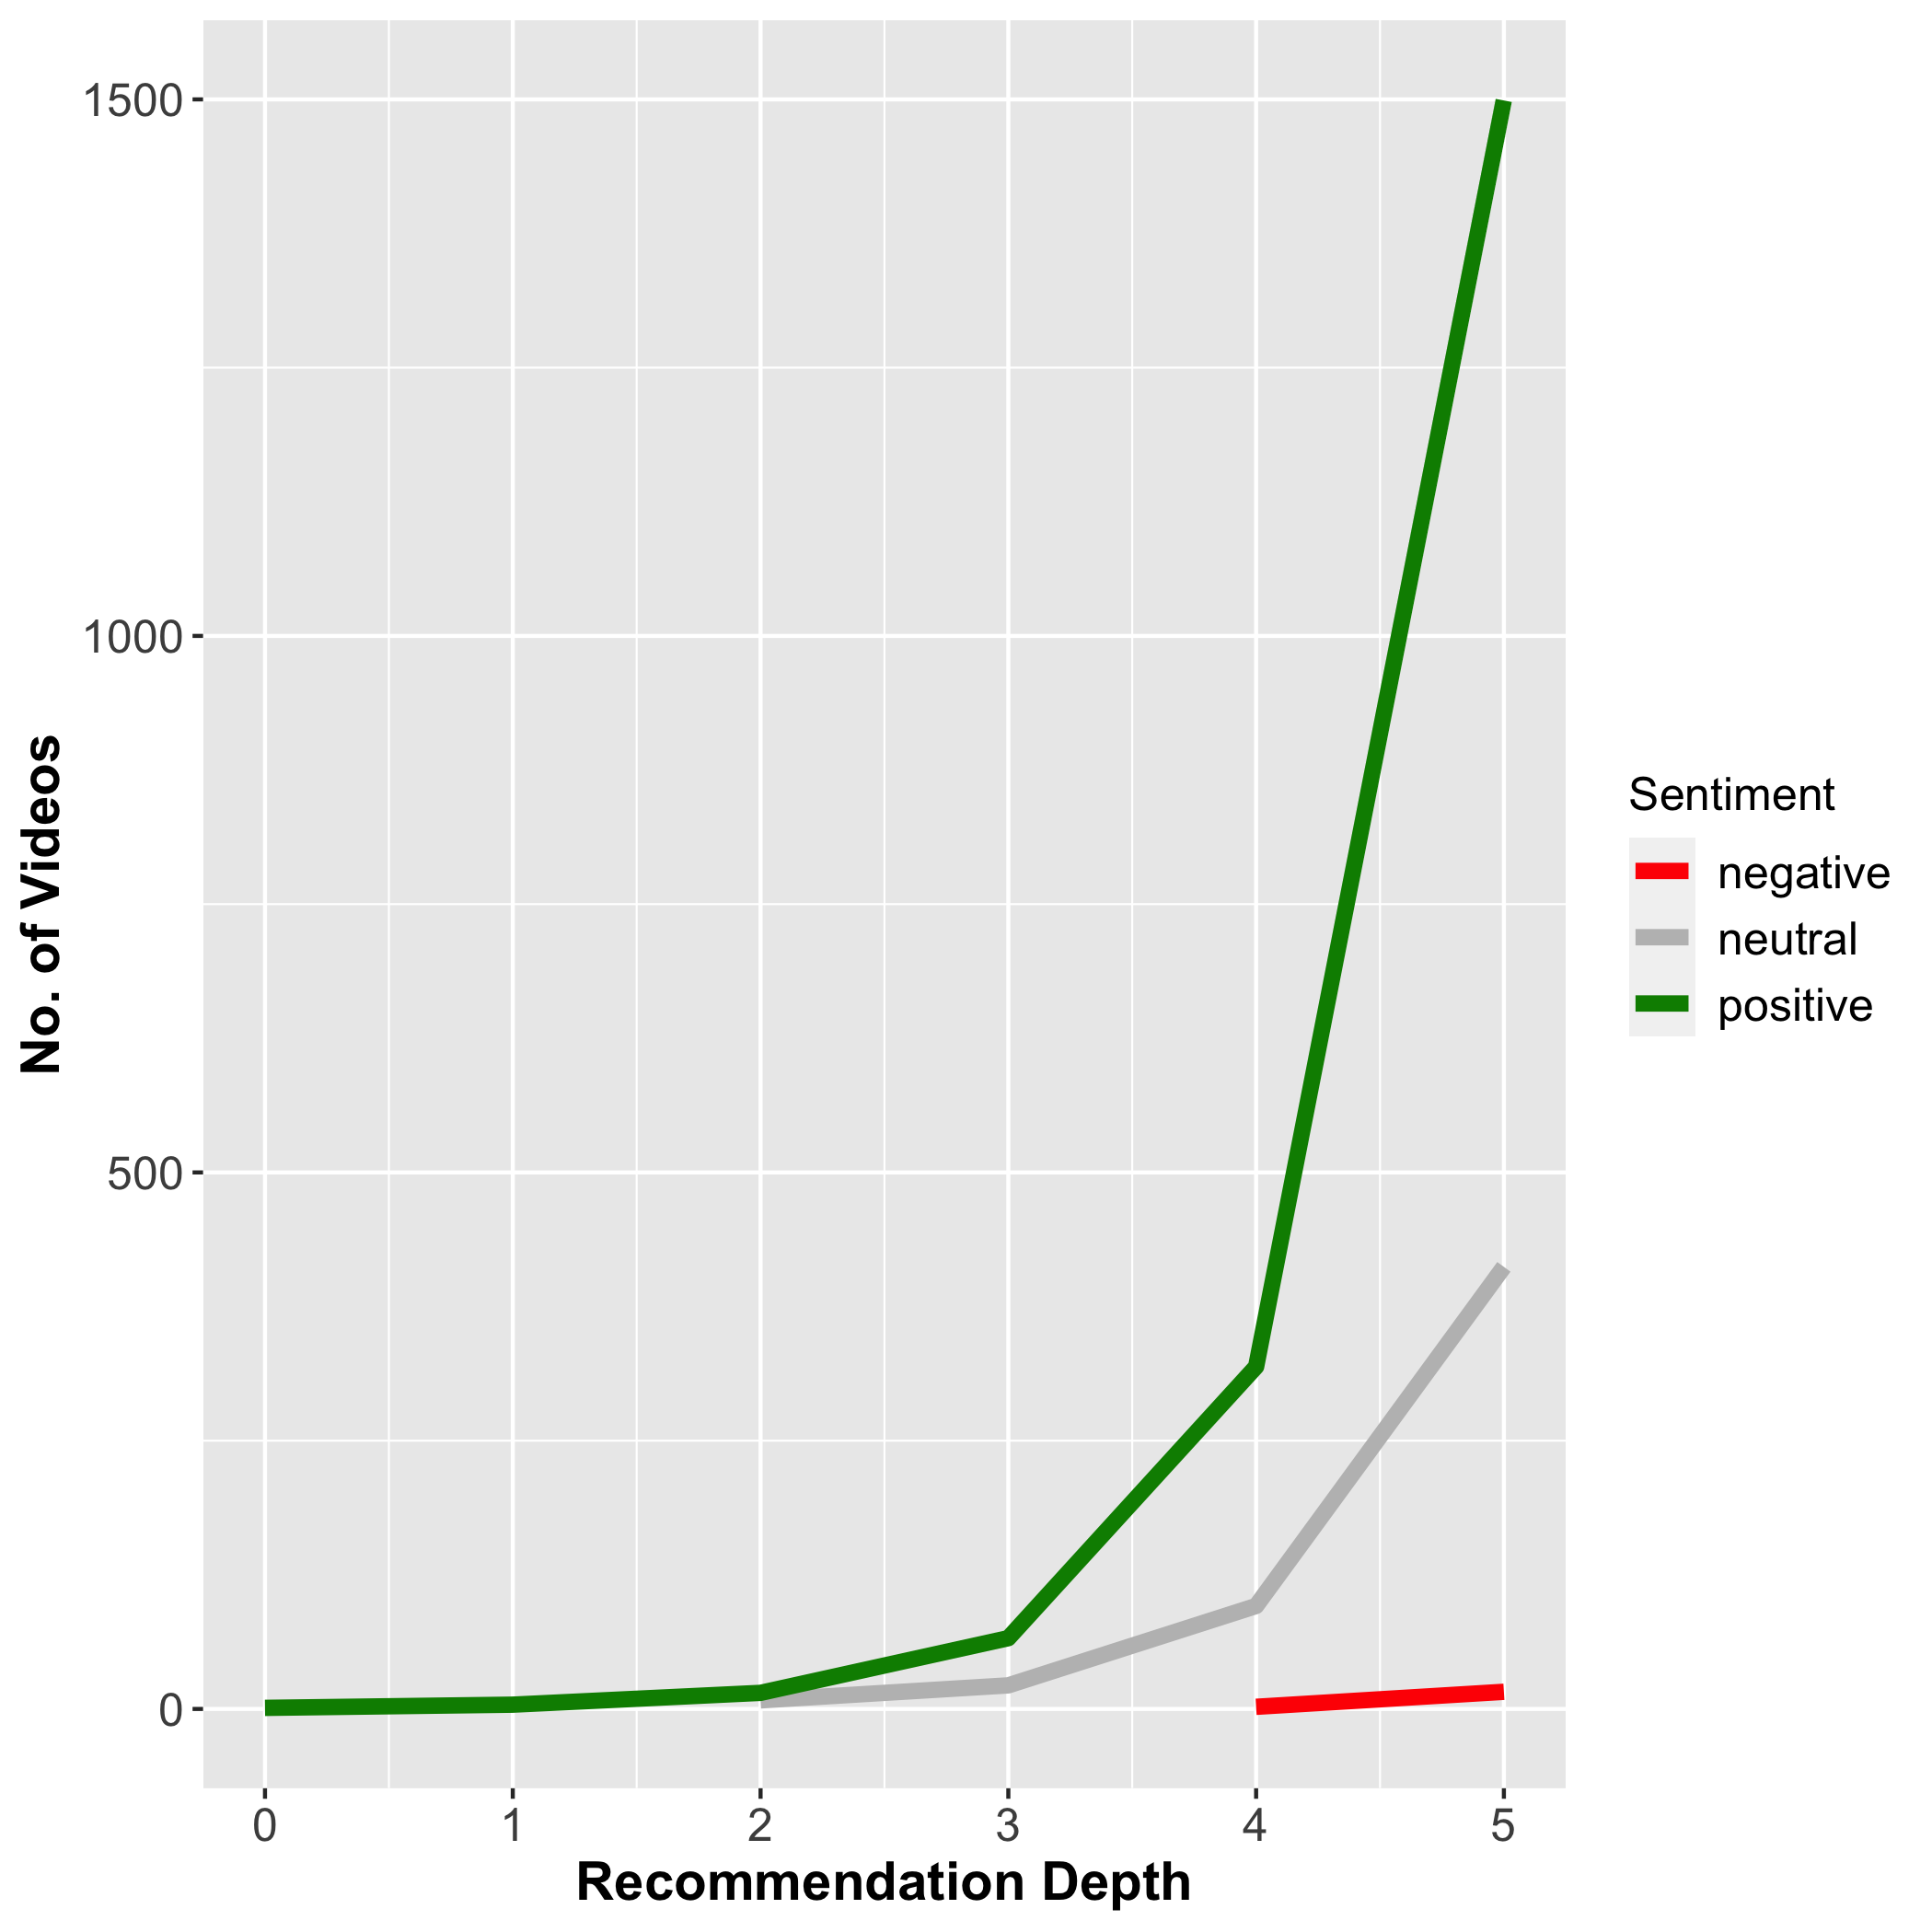 1500
1000
500
0
No. of Videos
0 1 2 3 4 5
Recommendation Depth
Sentiment
negative
neutral
positive